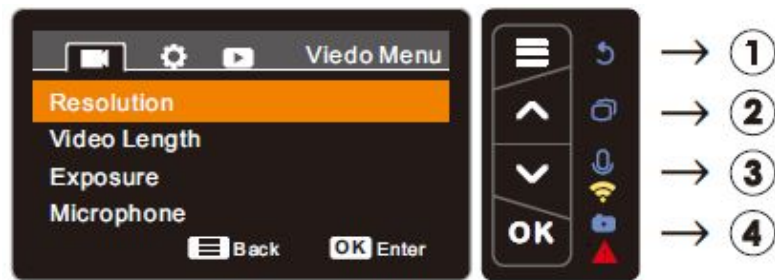 Viedo Menu
Resolution
Video Length
Exposure
Microphone
Back OK Enter
OK
1
2
3
4